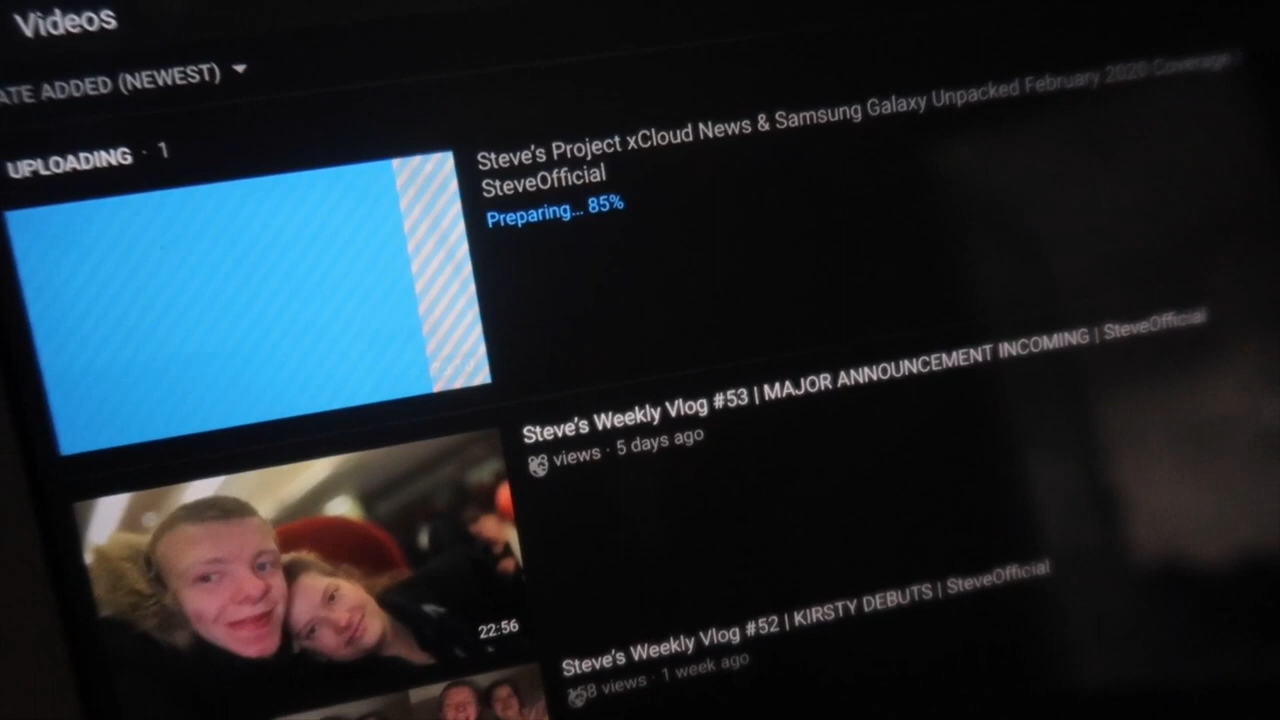 Videos
ATE ADDED (NEWEST)
UPLOADING · 1
Steve's Project xCloud News & Samsung Galaxy Unpacked February 2020 Coverage
SteveOfficial
Preparing... 85%
Steve's Weekly Vlog #53 | MAJOR ANNOUNCEMENT INCOMING | SteveOfficial
views · 5 days ago
22:56
Steve's Weekly Vlog #52 | KIRSTY DEBUTS | SteveOfficial
views · 1 week ago